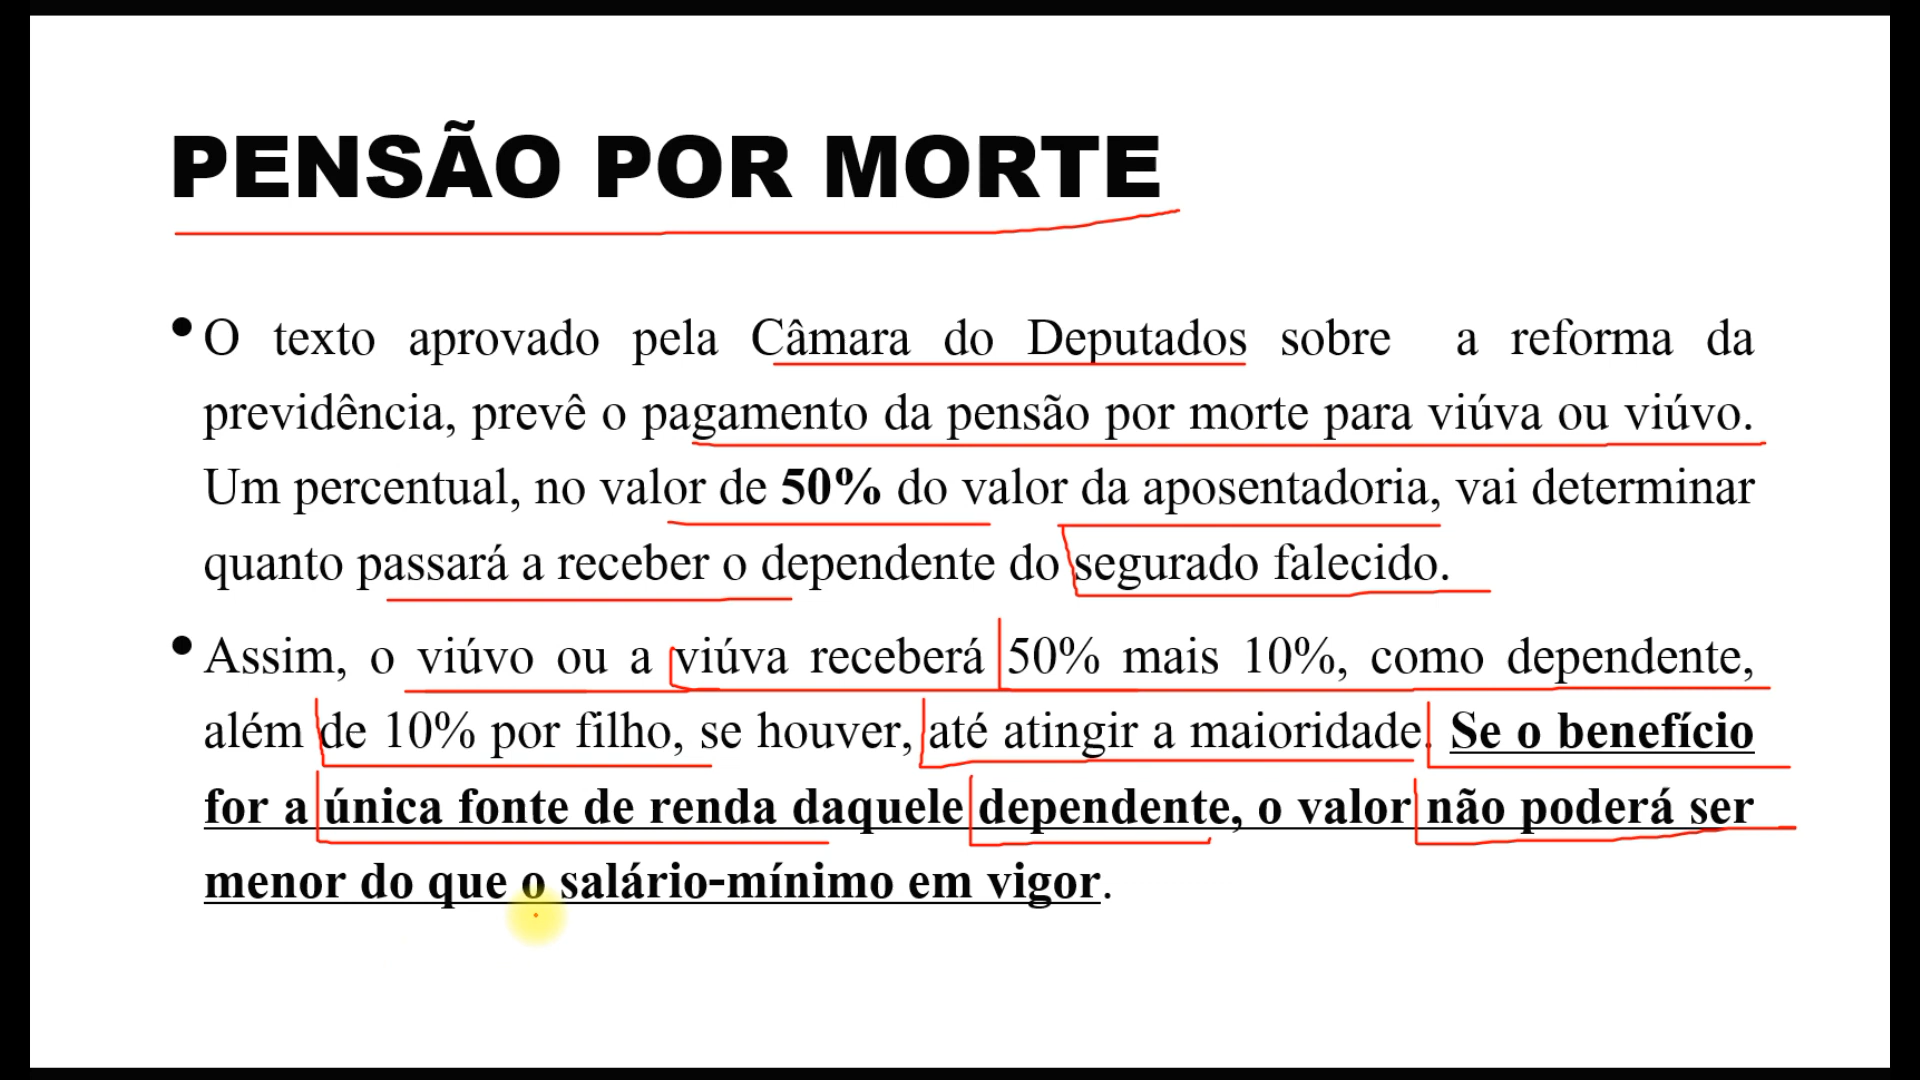 PENSÃO POR MORTE
• O texto aprovado pela Câmara do Deputados sobre a reforma da
previdência, prevê o pagamento da pensão por morte para viúva ou viúvo.
Um percentual, no valor de 50% do valor da aposentadoria, vai determinar
quanto passará a receber o dependente do segurado falecido.
• Assim, o viúvo ou a viúva receberá 50% mais 10%, como dependente,
além de 10% por filho, se houver, até atingir a maioridade. Se o benefício
for a única fonte de renda daquele dependente, o valor não poderá ser
menor do que o salário-mínimo em vigor.